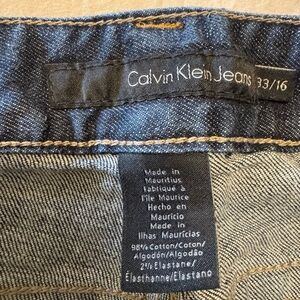 Calvin Klein Jeans 33/16
Made in
Mauritius
Fabriqué à
l'île Maurice
Hecho en
Mauricio
Made in
Ilhas Maurícias
98% Cotton/Coton/
Algodón/Algodão
2% Elastane/
Élasthanne/Elastano